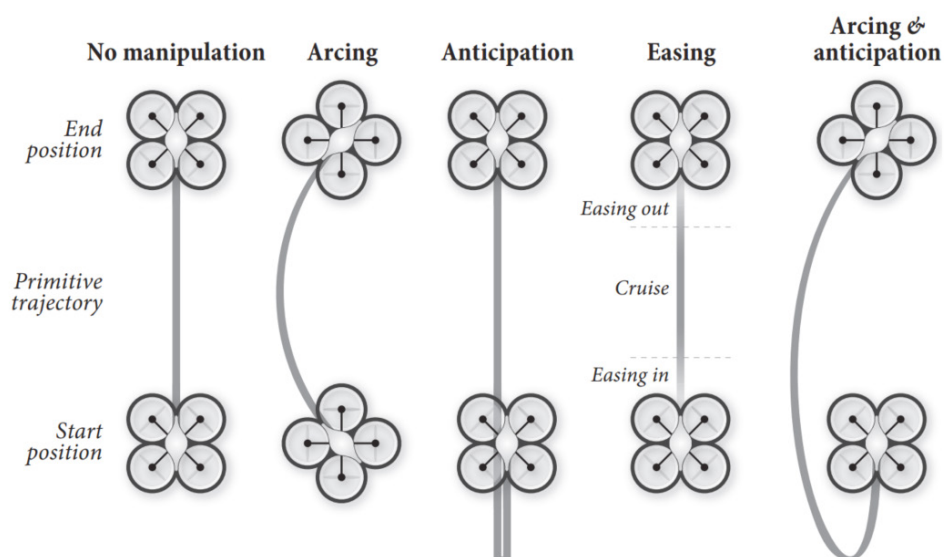 No manipulation
Arcing
Anticipation
Easing
Arcing &
anticipation
End
position
Easing out
Primitive
trajectory
Cruise
Easing in
Start
position